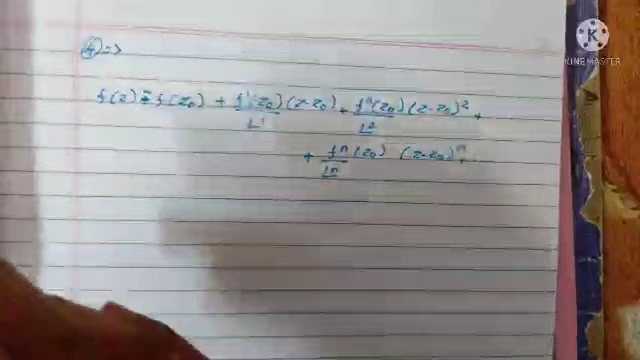 ④ =>
K
KINEMASTER
f(z) = f(z₀) + f'(z₀)/∟1 (z-z₀) + f''(z₀)/∟2 (z-z₀)² +
+ fⁿ(z₀)/∟n (z-z₀)ⁿ